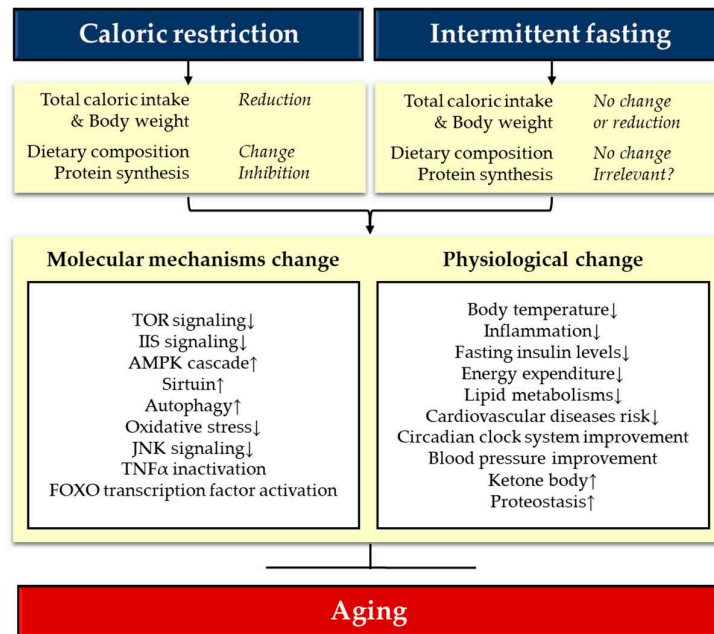 Caloric restriction
Intermittent fasting
Total caloric intake Reduction
& Body weight
Dietary composition Change
Protein synthesis Inhibition
Total caloric intake No change
& Body weight or reduction
Dietary composition No change
Protein synthesis Irrelevant?
Molecular mechanisms change
TOR signaling↓
IIS signaling↓
AMPK cascade↑
Sirtuin↑
Autophagy↑
Oxidative stress↓
JNK signaling↓
TNFα inactivation
FOXO transcription factor activation
Physiological change
Body temperature↓
Inflammation↓
Fasting insulin levels↓
Energy expenditure↓
Lipid metabolisms↓
Cardiovascular diseases risk↓
Circadian clock system improvement
Blood pressure improvement
Ketone body↑
Proteostasis↑
Aging